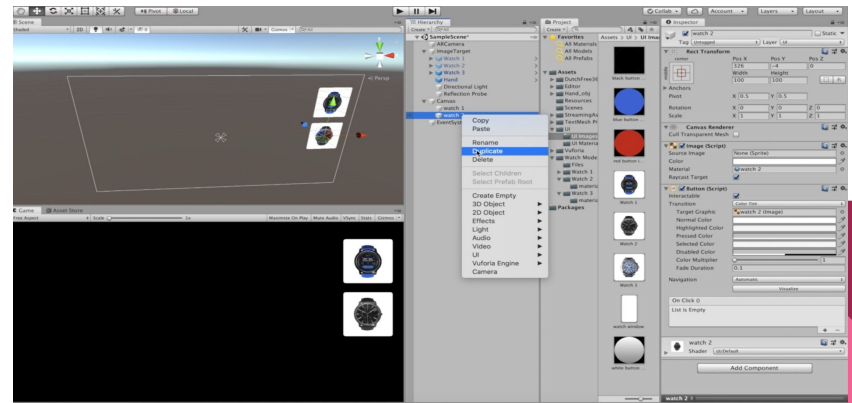 Pivot
Local
Collab
Account
Layers
Layout
Scene
Shaded
2D
Gizmos
All
Persp
Game
Asset Store
Free Aspect
Scale
1x
Maximize On Play
Mute Audio
VSync
Stats
Gizmos
Hierarchy
Create
All
SampleScene*
ARCamera
ImageTarget
Watch 1
Watch 2
Watch 3
Hand
Directional Light
Reflection Probe
Canvas
watch 1
watch 2
EventSyst
Copy
Paste
Rename
Duplicate
Delete
Select Children
Select Prefab Root
Create Empty
3D Object
2D Object
Effects
Light
Audio
Video
UI
Vuforia Engine
Camera
Project
Create
Favorites
All Materials
All Models
All Prefabs
Assets
DutchFree36
Editor
Hand_obj
Resources
Scenes
StreamingAs
TextMesh Pr
UI
UI Images
UI Materia
Vuforia
Watch Mode
Files
Watch 1
Watch 2
materia
Watch 3
materia
Packages
Assets > UI > UI Imag
black button
blue button
red button i..
Watch 1
Watch 2
Watch 3
watch window
white button
Inspector
watch 2
Static
Tag Untagged
Layer UI
Rect Transform
center
middle
Pos X Pos Y Pos Z
326 -4 0
Width Height
100 100
R
Anchors
Pivot X 0.5 Y 0.5
Rotation X 0 Y 0 Z 0
Scale X 1 Y 1 Z 1
Canvas Renderer
Cull Transparent Mesh
Image (Script)
Source Image None (Sprite)
Color
Material watch 2
Raycast Target
Button (Script)
Interactable
Transition Color Tint
Target Graphic watch 2 (Image)
Normal Color
Highlighted Color
Pressed Color
Selected Color
Disabled Color
Color Multiplier 1
Fade Duration 0.1
Navigation Automatic
Visualize
On Click ()
List is Empty
watch 2
Shader UI/Default
Add Component
watch 2